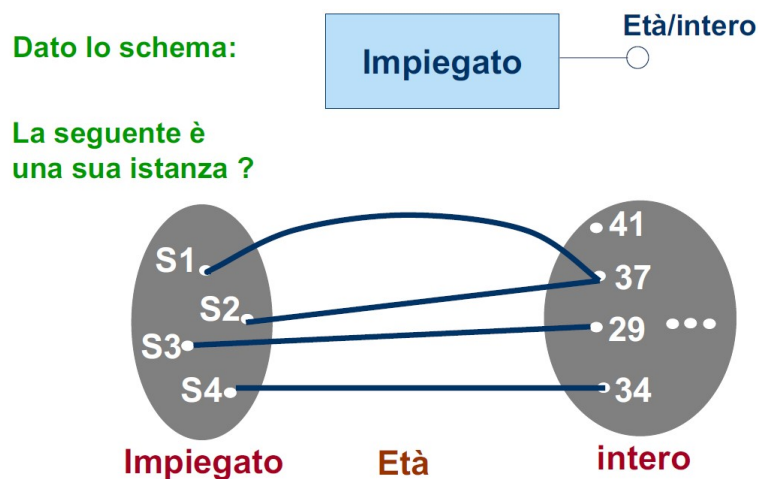 Dato lo schema:
Impiegato
Età/intero
La seguente è
una sua istanza ?
S1
S2
S3
S4
41
37
29
34
Impiegato
Età
intero